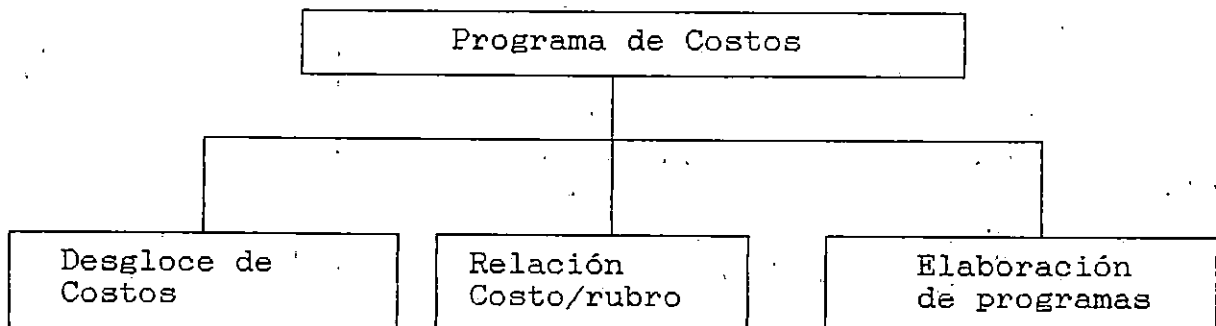 Programa de Costos
Desgloce de
Costos
Relación
Costo/rubro
Elaboración
de programas